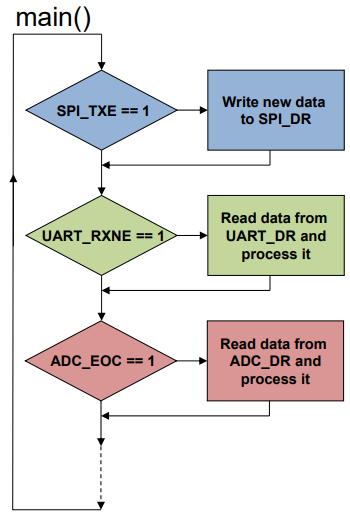 main()
SPI_TXE == 1
Write new data
to SPI_DR
UART_RXNE == 1
Read data from
UART_DR and
process it
ADC_EOC == 1
Read data from
ADC_DR and
process it